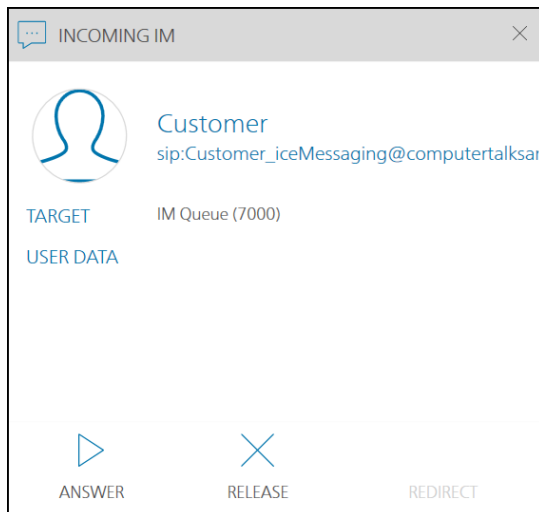 INCOMING IM
Customer
sip:Customer_iceMessaging@computertalksar
TARGET IM Queue (7000)
USER DATA
ANSWER RELEASE REDIRECT